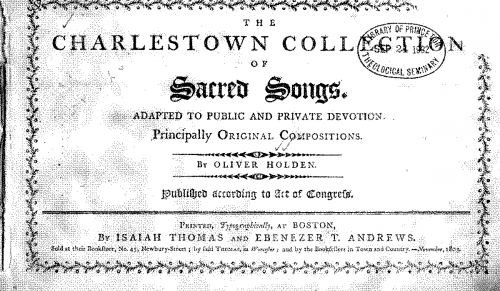 THE
CHARLESTOWN COLLECTION
OF
Sacred Songs.
ADAPTED TO PUBLIC AND PRIVATE DEVOTION.
Principally ORIGINAL COMPOSITIONS.
BY OLIVER HOLDEN.
Published according to Act of Congreſs.
PRINTED, Typographically, AT BOSTON,
BY ISAIAH THOMAS AND EBENEZER T. ANDREWS.
Sold at their Bookſtore, No. 45, Newbury-Street; by ſaid THOMAS, in Worceſter; and by the Bookſellers in Town and Country.—November, 1803.
LIBRARY OF PRINCETON
SEP 24 1932
THEOLOGICAL SEMINARY